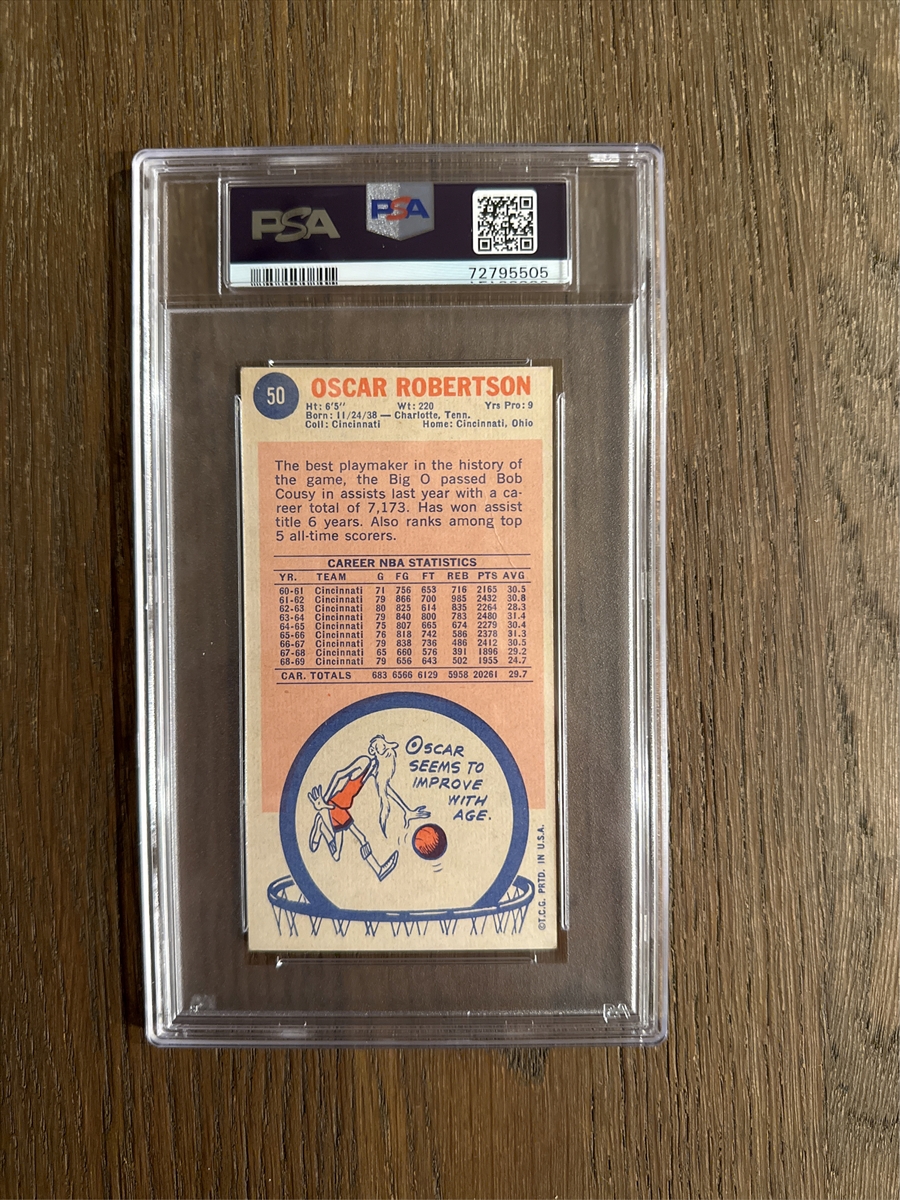 PSA
PSA
72795505
50
OSCAR ROBERTSON
Ht: 6'5" Wt: 220 Yrs Pro: 9
Born: 11/24/38 — Charlotte, Tenn.
Coll: Cincinnati Home: Cincinnati, Ohio
The best playmaker in the history of
the game, the Big O passed Bob
Cousy in assists last year with a ca-
reer total of 7,173. Has won assist
title 6 years. Also ranks among top
5 all-time scorers.
CAREER NBA STATISTICS
YR. TEAM G FG FT REB PTS AVG
60-61 Cincinnati 71 756 653 716 2165 30.5
61-62 Cincinnati 79 866 700 985 2432 30.8
62-63 Cincinnati 80 825 614 835 2264 28.3
63-64 Cincinnati 79 840 800 783 2480 31.4
64-65 Cincinnati 75 807 665 674 2279 30.4
65-66 Cincinnati 76 818 742 586 2378 31.3
66-67 Cincinnati 79 838 736 486 2412 30.5
67-68 Cincinnati 65 660 576 391 1896 29.2
68-69 Cincinnati 79 656 643 502 1955 24.7
CAR. TOTALS 683 6566 6129 5958 20261 29.7
OSCAR
SEEMS TO
IMPROVE
WITH
AGE.
©T.C.G. PRTD. IN U.S.A.